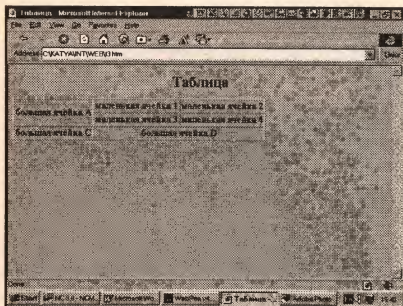 Таблица - Microsoft Internet Explorer
File Edit View Go Favorites Help
Address C:\KATYA\INT\WEEN\3.htm
Таблица
большая ячейка A
маленькая ячейка 1 маленькая ячейка 2
маленькая ячейка 3 маленькая ячейка 4
большая ячейка C большая ячейка D
Done
Start Таблица -...